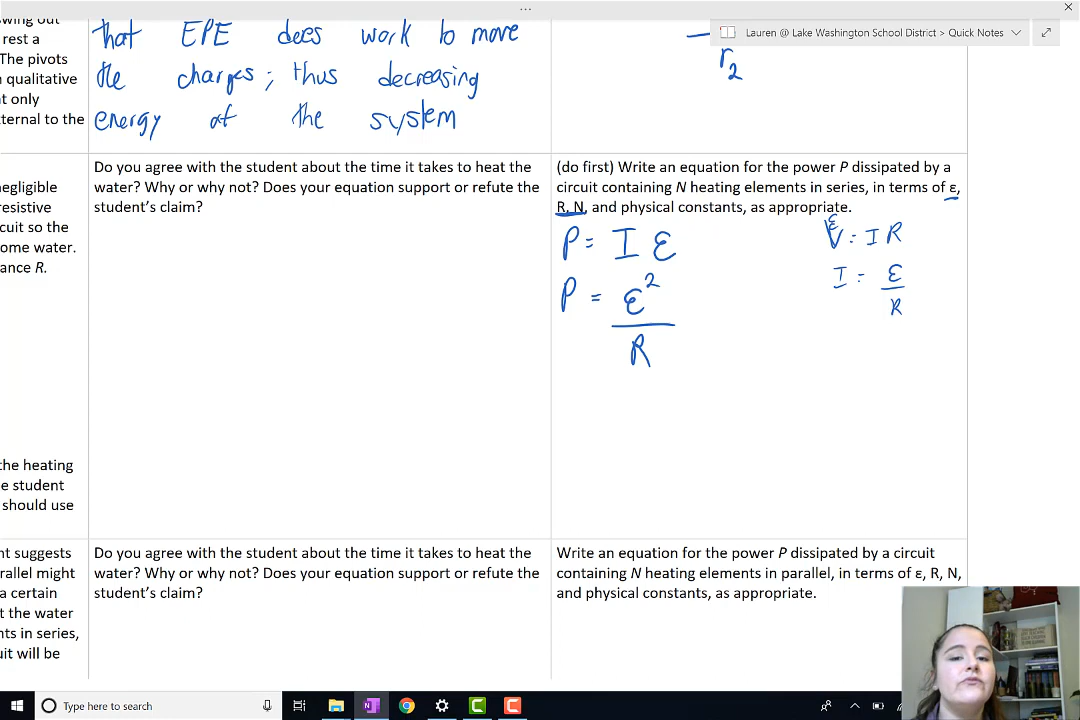 ...
Lauren @ Lake Washington School District > Quick Notes
swing out
rest a
The pivots
qualitative
t only
ternal to the
that EPE does work to move
the charges; thus decreasing
energy of the system
r2
negligible
resistive
cuit so the
ome water.
ance R.
the heating
e student
should use
Do you agree with the student about the time it takes to heat the
water? Why or why not? Does your equation support or refute the
student's claim?
(do first) Write an equation for the power P dissipated by a
circuit containing N heating elements in series, in terms of ε,
R, N, and physical constants, as appropriate.
P = I ε
P = ε²
R
ε
V = I R
I = ε
R
nt suggests
rallel might
a certain
t the water
nts in series,
uit will be
Do you agree with the student about the time it takes to heat the
water? Why or why not? Does your equation support or refute the
student's claim?
Write an equation for the power P dissipated by a circuit
containing N heating elements in parallel, in terms of ε, R, N,
and physical constants, as appropriate.
Type here to search